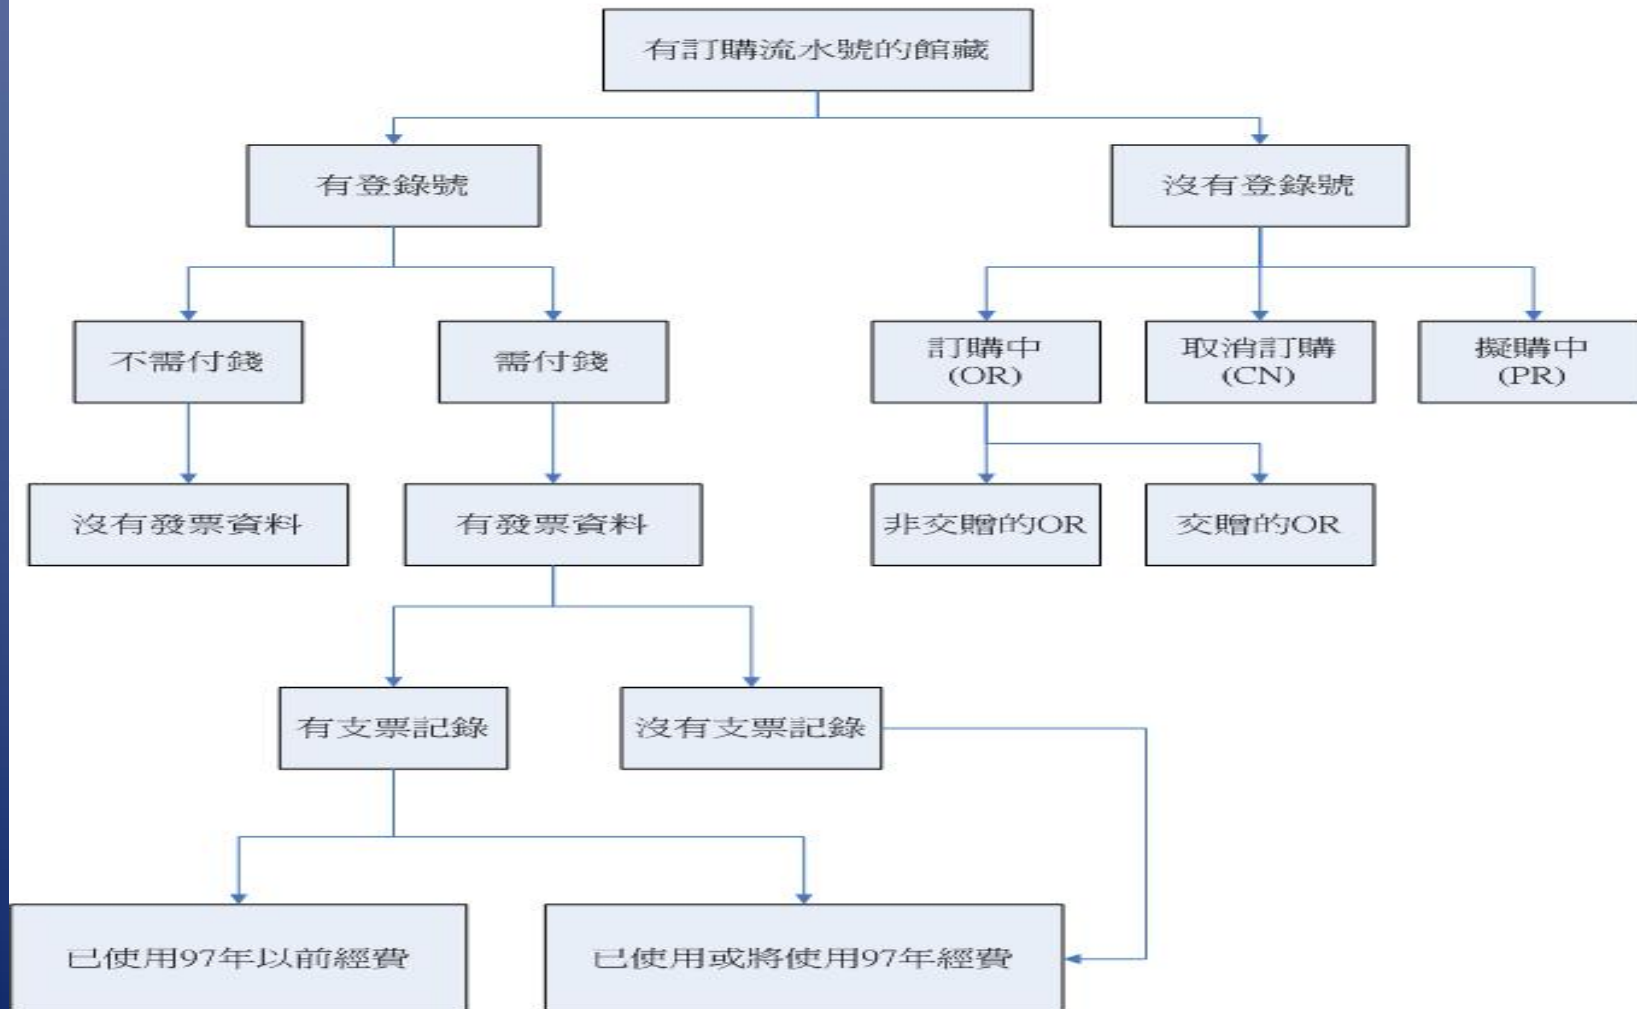 有訂購流水號的館藏
有登錄號
沒有登錄號
不需付錢
需付錢
訂購中
(OR)
取消訂購
(CN)
擬購中
(PR)
沒有發票資料
有發票資料
非交贈的OR
交贈的OR
有支票記錄
沒有支票記錄
已使用97年以前經費
已使用或將使用97年經費